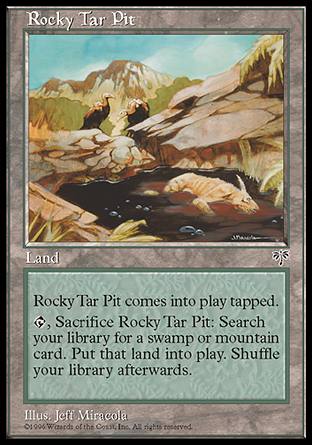 Rocky Tar Pit
J. Miracola
Land
Rocky Tar Pit comes into play tapped.
, Sacrifice Rocky Tar Pit: Search
your library for a swamp or mountain
card. Put that land into play. Shuffle
your library afterwards.
Illus. Jeff Miracola
©1996 Wizards of the Coast, Inc. All rights reserved.